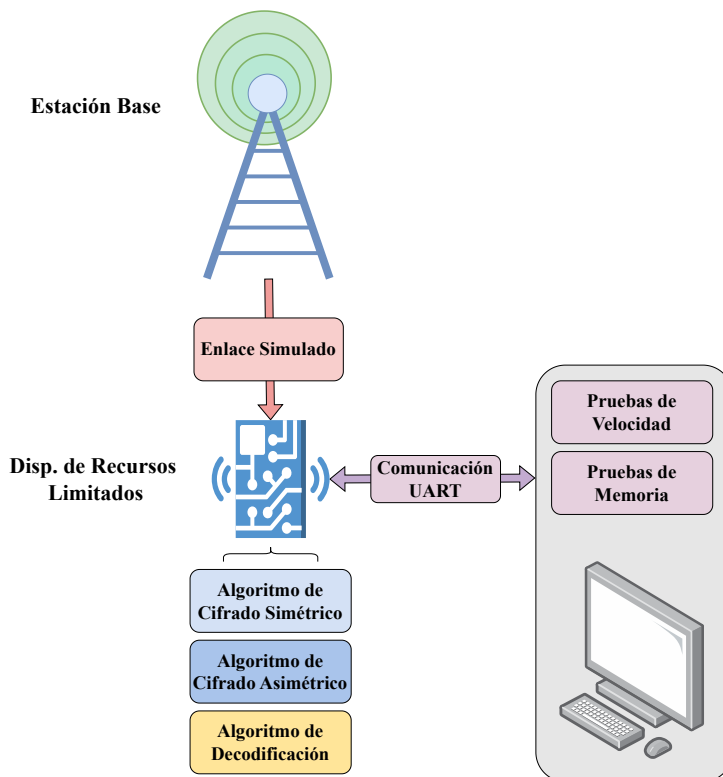 Estación Base
Enlace Simulado
Disp. de Recursos
Limitados
Comunicación
UART
Pruebas de
Velocidad
Pruebas de
Memoria
Algoritmo de
Cifrado Simétrico
Algoritmo de
Cifrado Asimétrico
Algoritmo de
Decodificación